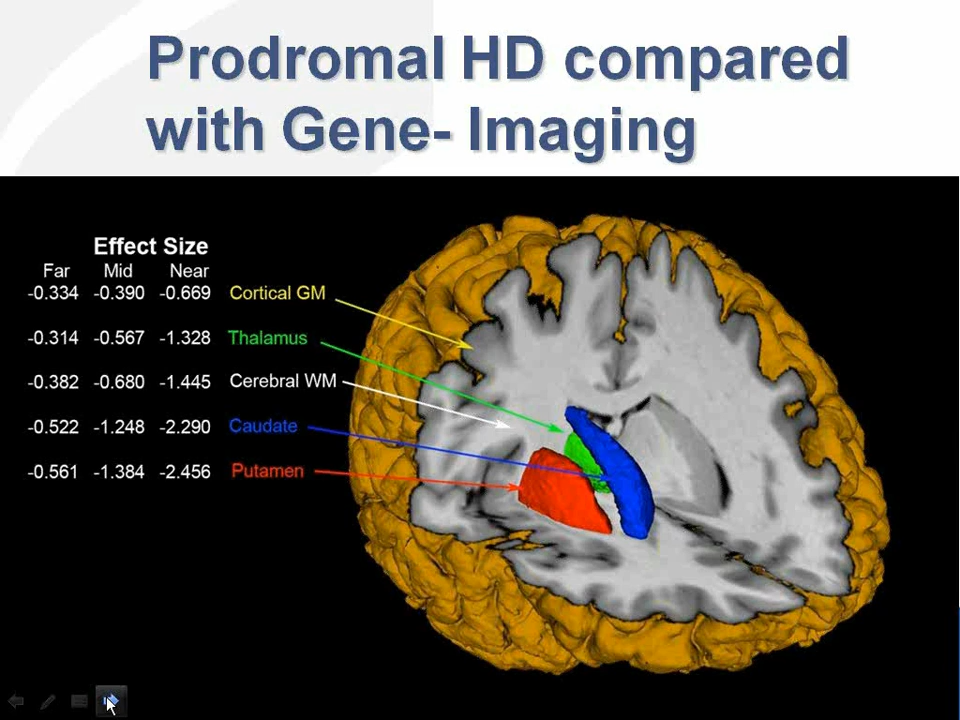 Prodromal HD compared
with Gene- Imaging
Effect Size
Far Mid Near
-0.334 -0.390 -0.669 Cortical GM
-0.314 -0.567 -1.328 Thalamus
-0.382 -0.680 -1.445 Cerebral WM
-0.522 -1.248 -2.290 Caudate
-0.561 -1.384 -2.456 Putamen